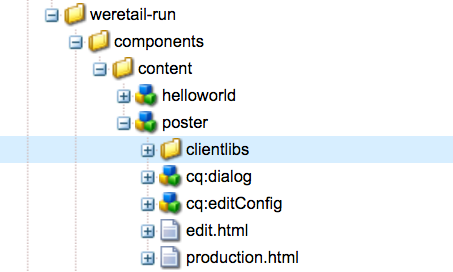 weretail-run
components
content
helloworld
poster
clientlibs
cq:dialog
cq:editConfig
edit.html
production.html